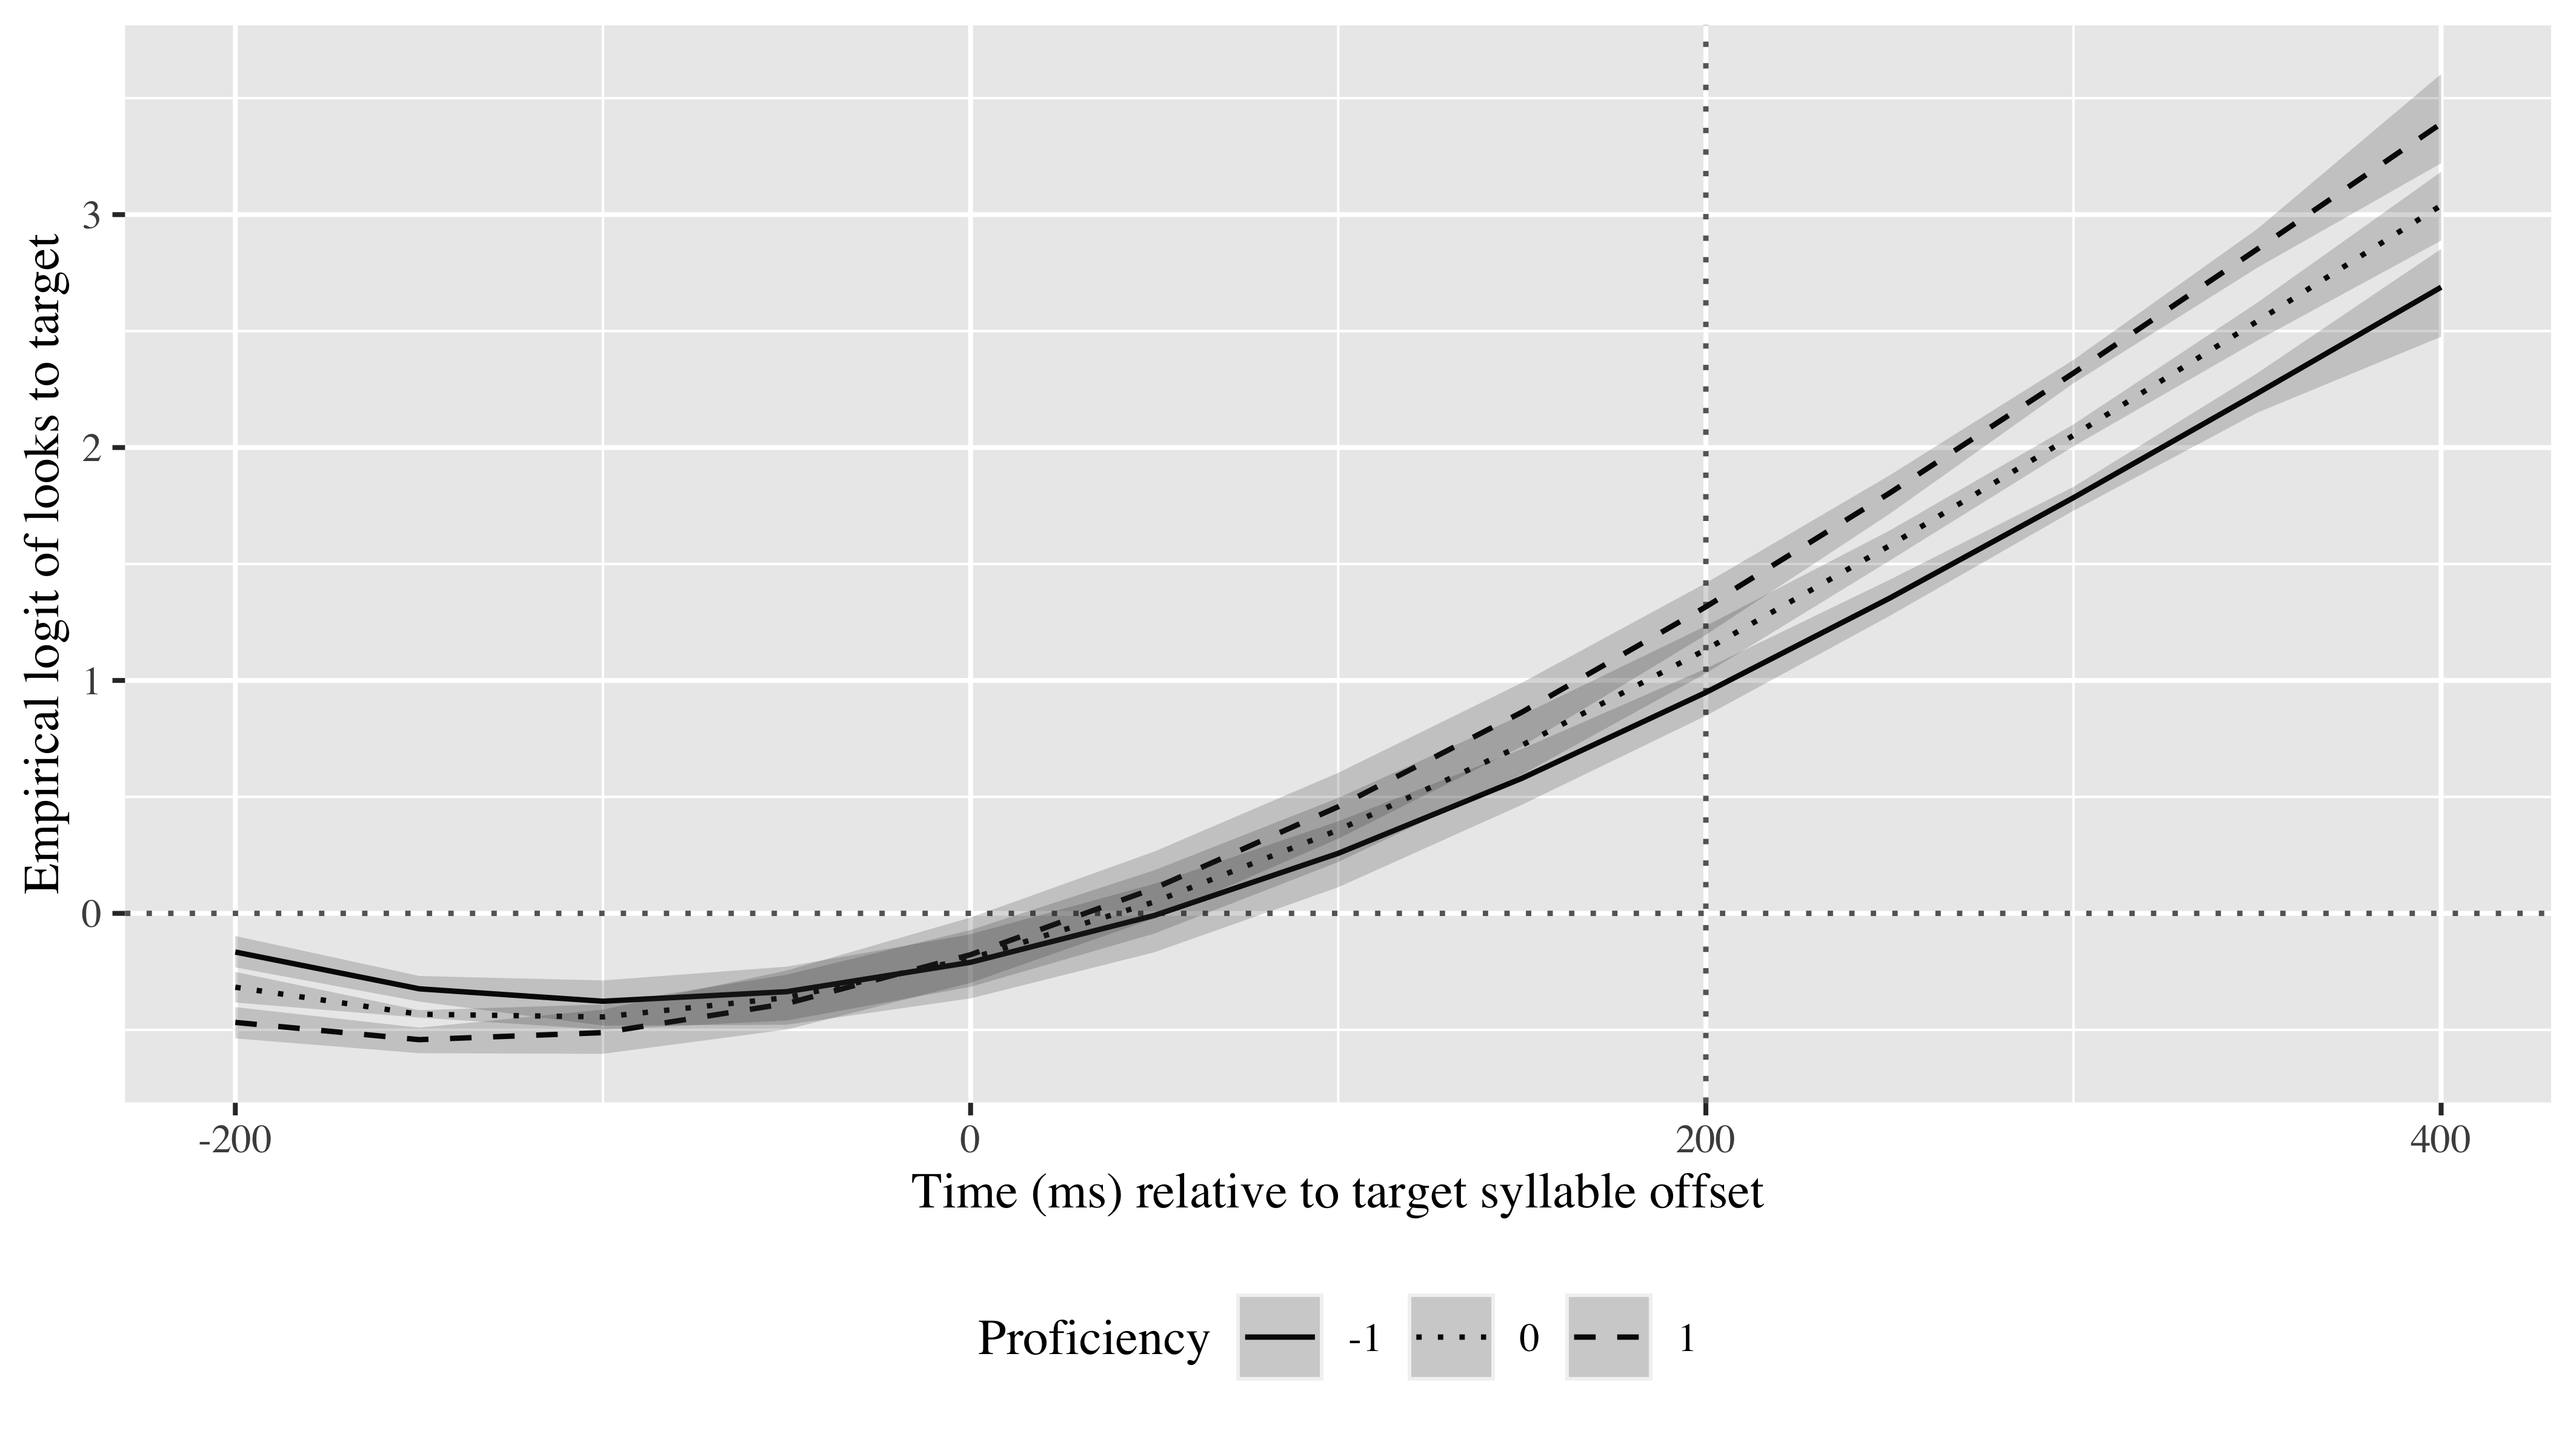 Empirical logit of looks to target
3
2
1
0
-200
0
200
400
Time (ms) relative to target syllable offset
Proficiency -1 0 1